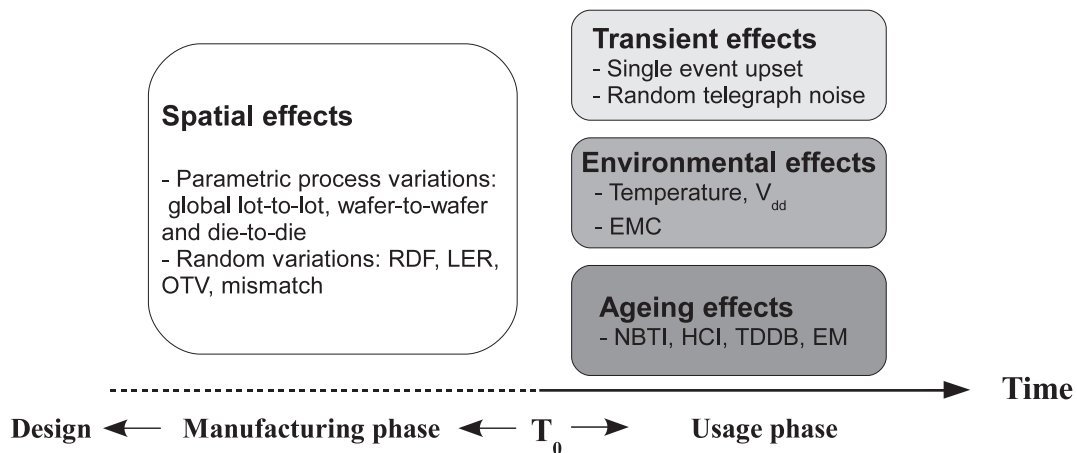 Spatial effects
- Parametric process variations:
global lot-to-lot, wafer-to-wafer
and die-to-die
- Random variations: RDF, LER,
OTV, mismatch
Transient effects
- Single event upset
- Random telegraph noise
Environmental effects
- Temperature, Vdd
- EMC
Ageing effects
- NBTI, HCI, TDDB, EM
Time
Design Manufacturing phase T0 Usage phase